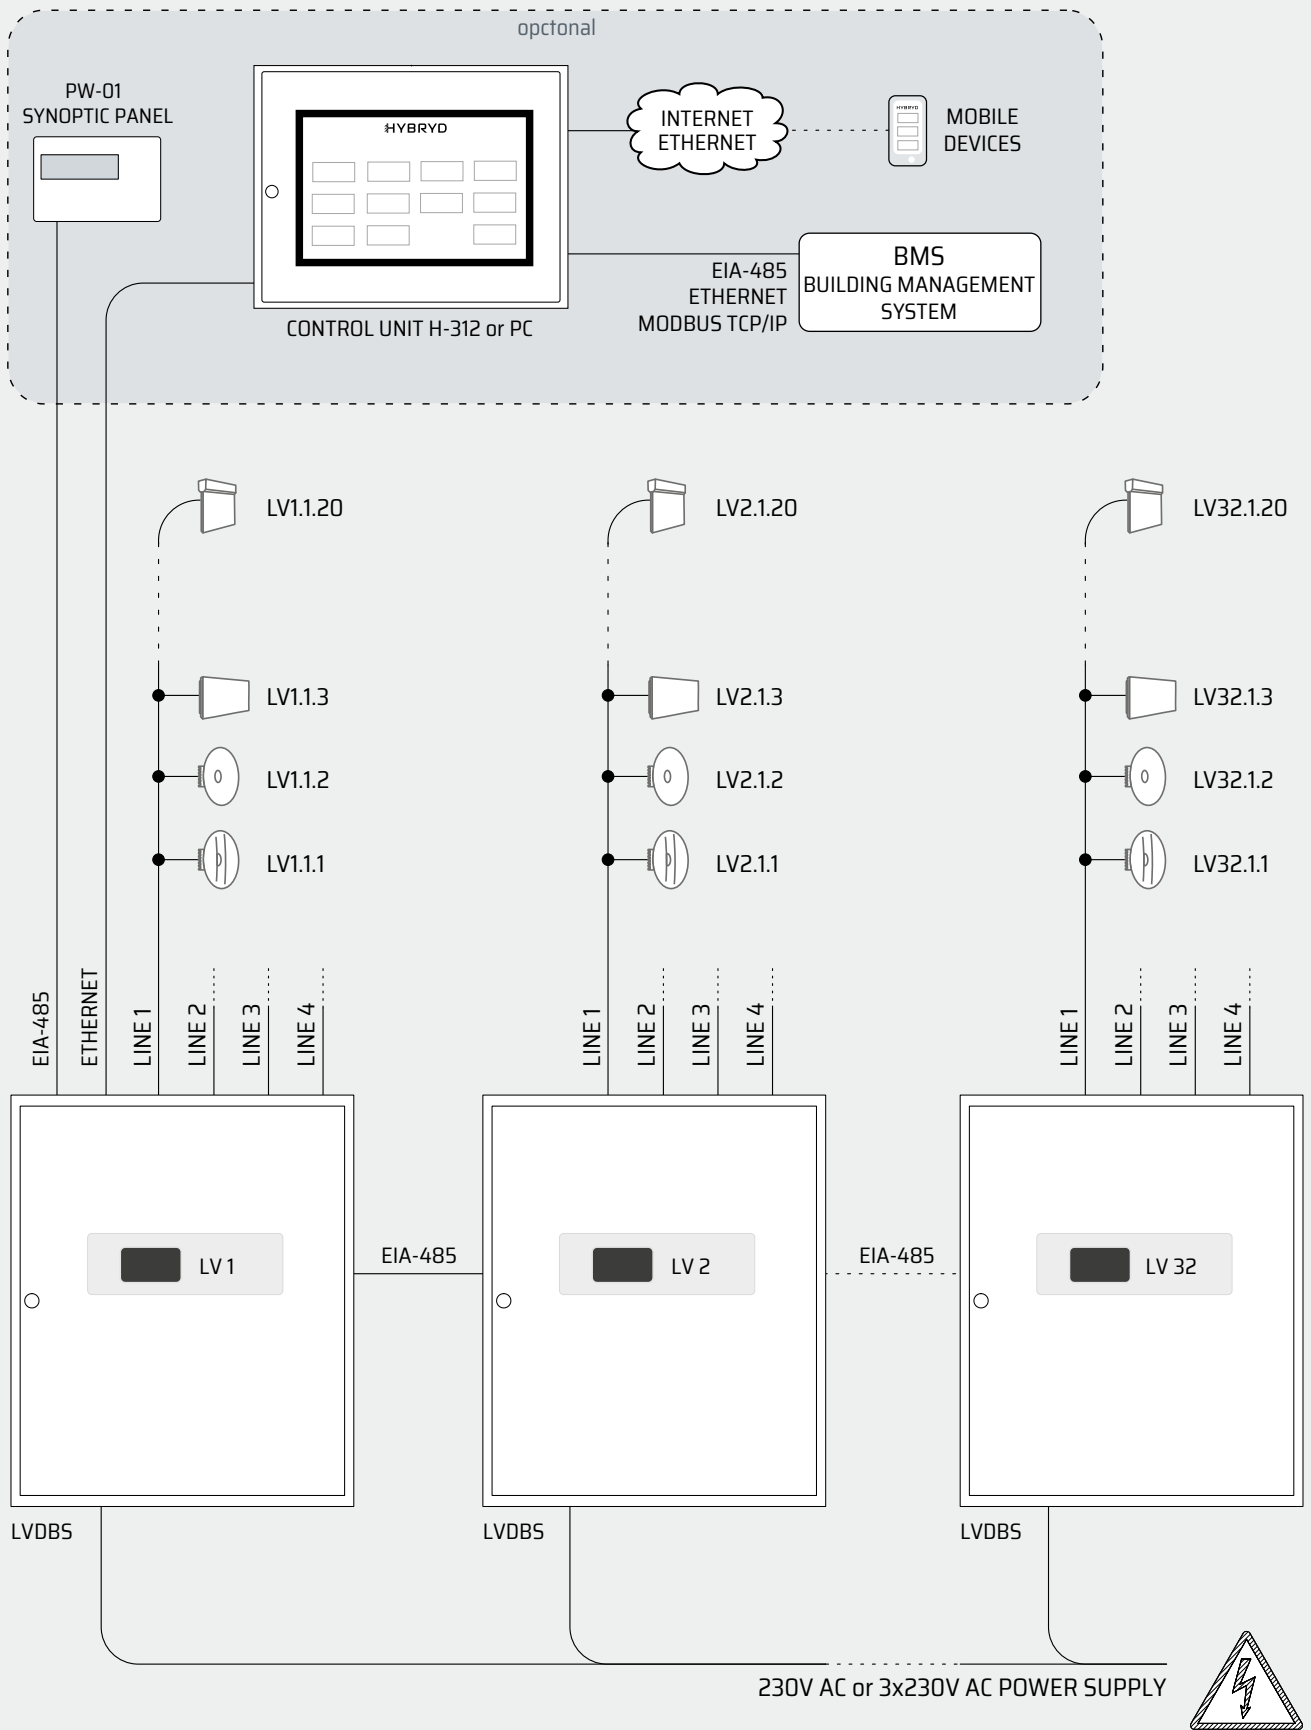 opctonal
PW-01
SYNOPTIC PANEL
HYBRYD
CONTROL UNIT H-312 or PC
INTERNET
ETHERNET
HYBRYD
MOBILE
DEVICES
EIA-485
ETHERNET
MODBUS TCP/IP
BMS
BUILDING MANAGEMENT
SYSTEM
LV1.1.20
LV2.1.20
LV32.1.20
LV1.1.3
LV2.1.3
LV32.1.3
LV1.1.2
LV2.1.2
LV32.1.2
LV1.1.1
LV2.1.1
LV32.1.1
EIA-485
ETHERNET
LINE 1
LINE 2
LINE 3
LINE 4
LINE 1
LINE 2
LINE 3
LINE 4
LINE 1
LINE 2
LINE 3
LINE 4
LV 1
EIA-485
LV 2
EIA-485
LV 32
LVDBS
LVDBS
LVDBS
230V AC or 3x230V AC POWER SUPPLY